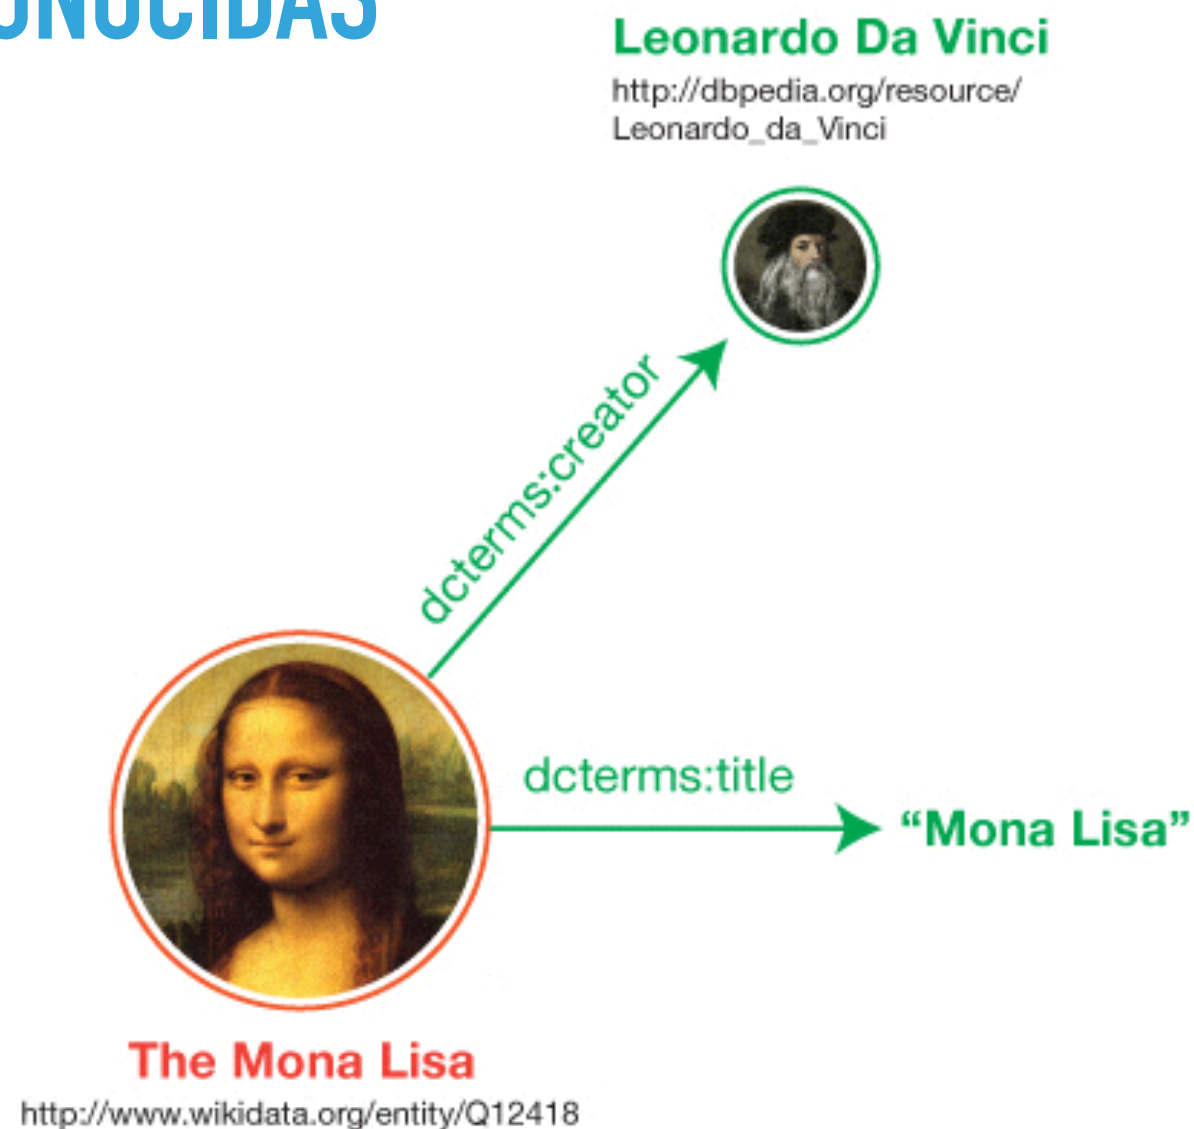 Leonardo Da Vinci
http://dbpedia.org/resource/
Leonardo_da_Vinci
dcterms:creator
dcterms:title
“Mona Lisa”
The Mona Lisa
http://www.wikidata.org/entity/Q12418